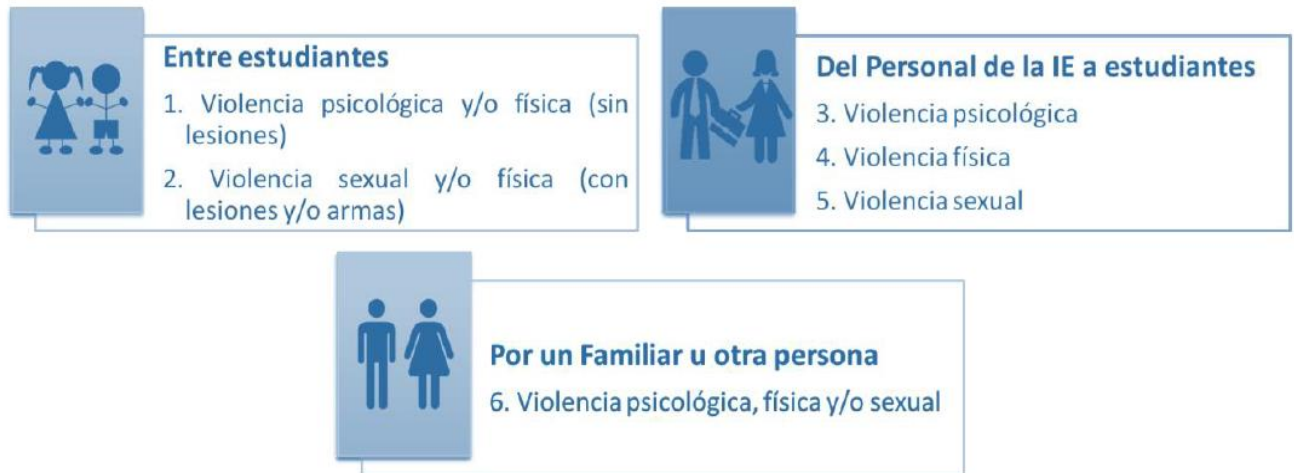 Entre estudiantes
1. Violencia psicológica y/o física (sin
lesiones)
2. Violencia sexual y/o física (con
lesiones y/o armas)
Del Personal de la IE a estudiantes
3. Violencia psicológica
4. Violencia física
5. Violencia sexual
Por un Familiar u otra persona
6. Violencia psicológica, física y/o sexual